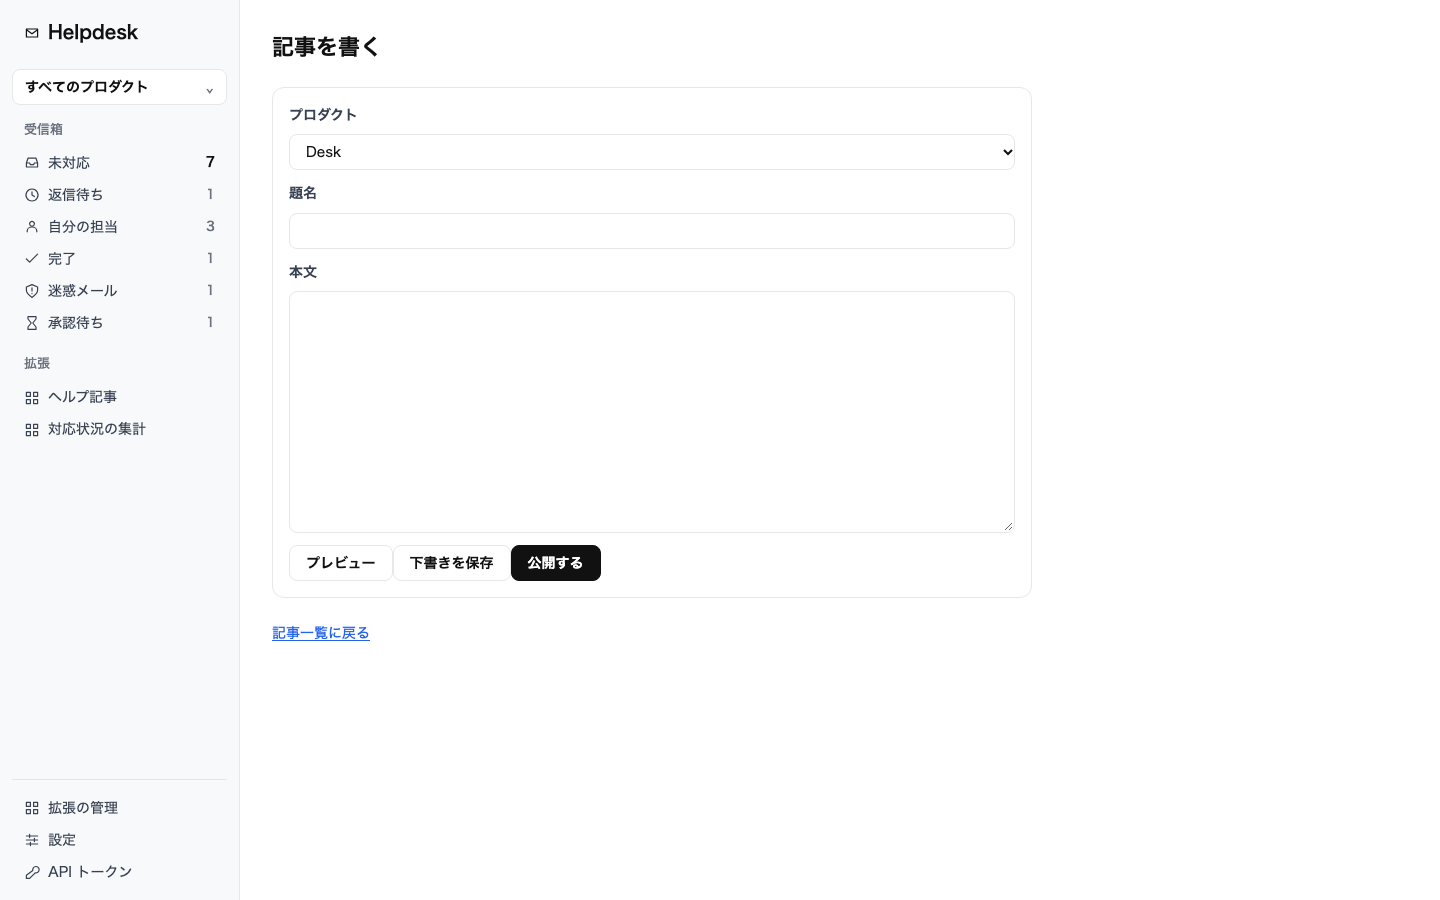 Helpdesk
すべてのプロダクト
受信箱
未対応 7
返信待ち 1
自分の担当 3
完了 1
迷惑メール 1
承認待ち 1
拡張
ヘルプ記事
対応状況の集計
拡張の管理
設定
API トークン
記事を書く
プロダクト
Desk
題名
本文
プレビュー 下書きを保存 公開する
記事一覧に戻る